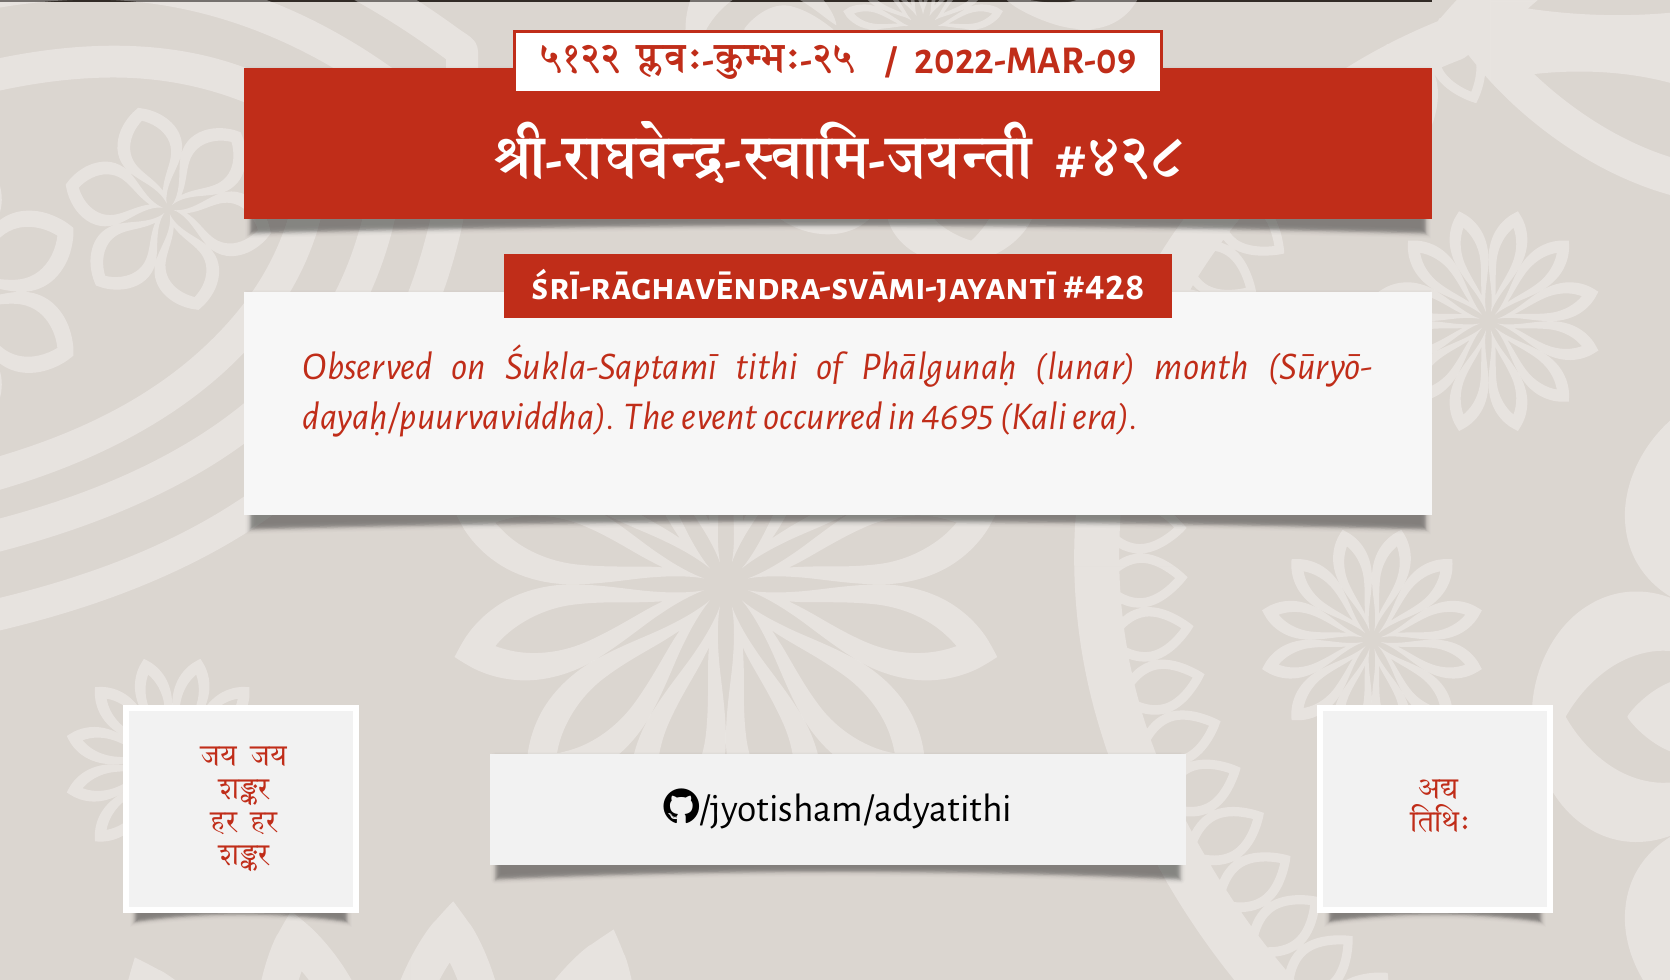 ५१२२ प्लवः-कुम्भः-२५ / 2022-MAR-09
श्री-राघवेन्द्र-स्वामि-जयन्ती #४२८
ŚRĪ-RĀGHAVĒNDRA-SVĀMI-JAYANTĪ #428
Observed on Śukla-Saptamī tithi of Phālgunaḥ (lunar) month (Sūryō-
dayaḥ/puurvaviddha). The event occurred in 4695 (Kali era).
जय जय
शङ्कर
हर हर
शङ्कर
/jyotisham/adyatithi
अद्य
तिथिः